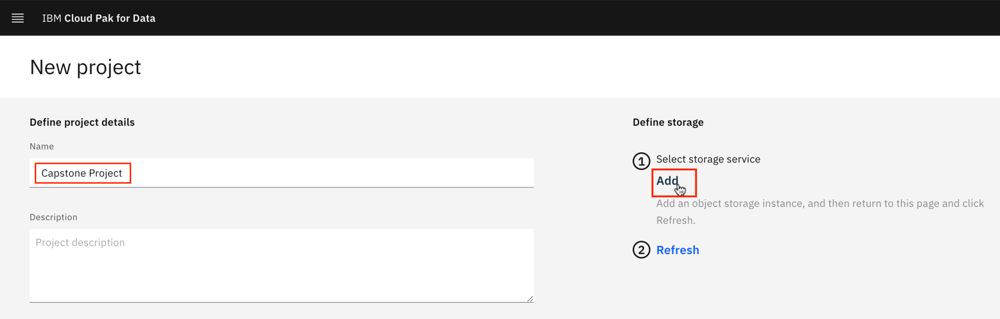 IBM Cloud Pak for Data
New project
Define project details
Name
Capstone Project
Description
Project description
Define storage
1 Select storage service
Add
Add an object storage instance, and then return to this page and click
Refresh.
2 Refresh